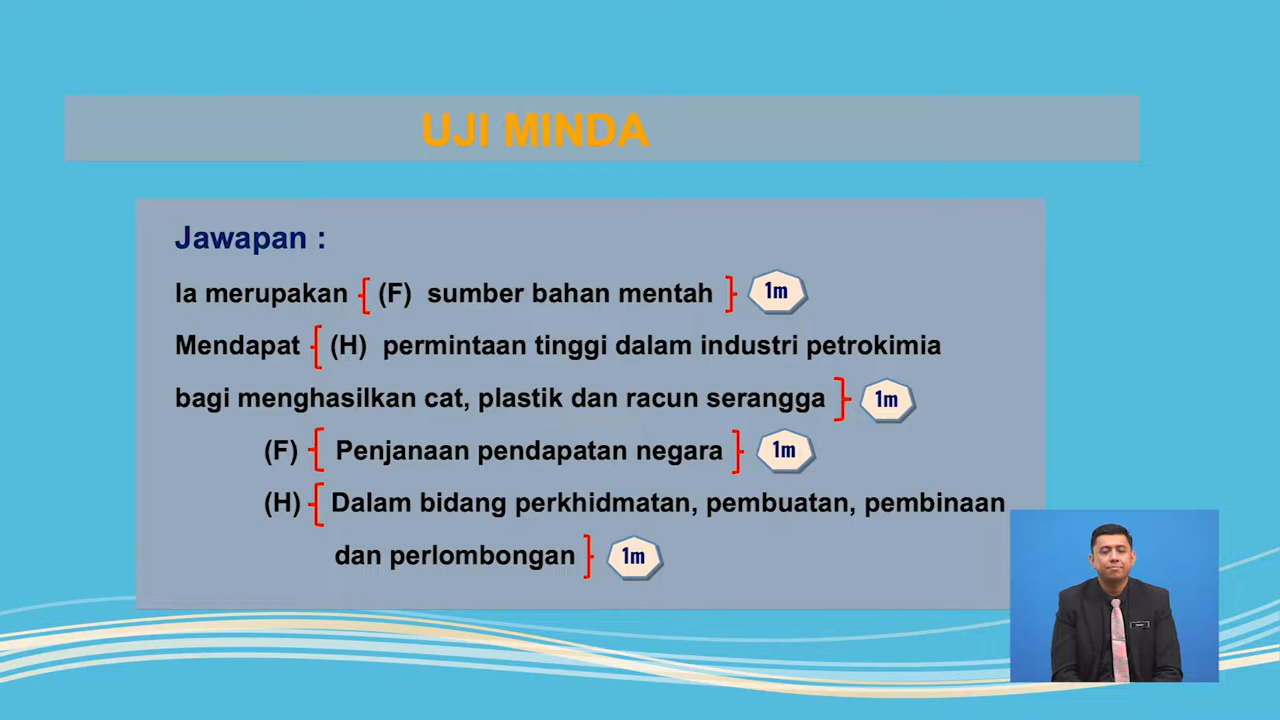 UJI MINDA
Jawapan :
Ia merupakan (F) sumber bahan mentah 1m
Mendapat (H) permintaan tinggi dalam industri petrokimia
bagi menghasilkan cat, plastik dan racun serangga 1m
(F) Penjanaan pendapatan negara 1m
(H) Dalam bidang perkhidmatan, pembuatan, pembinaan
dan perlombongan 1m